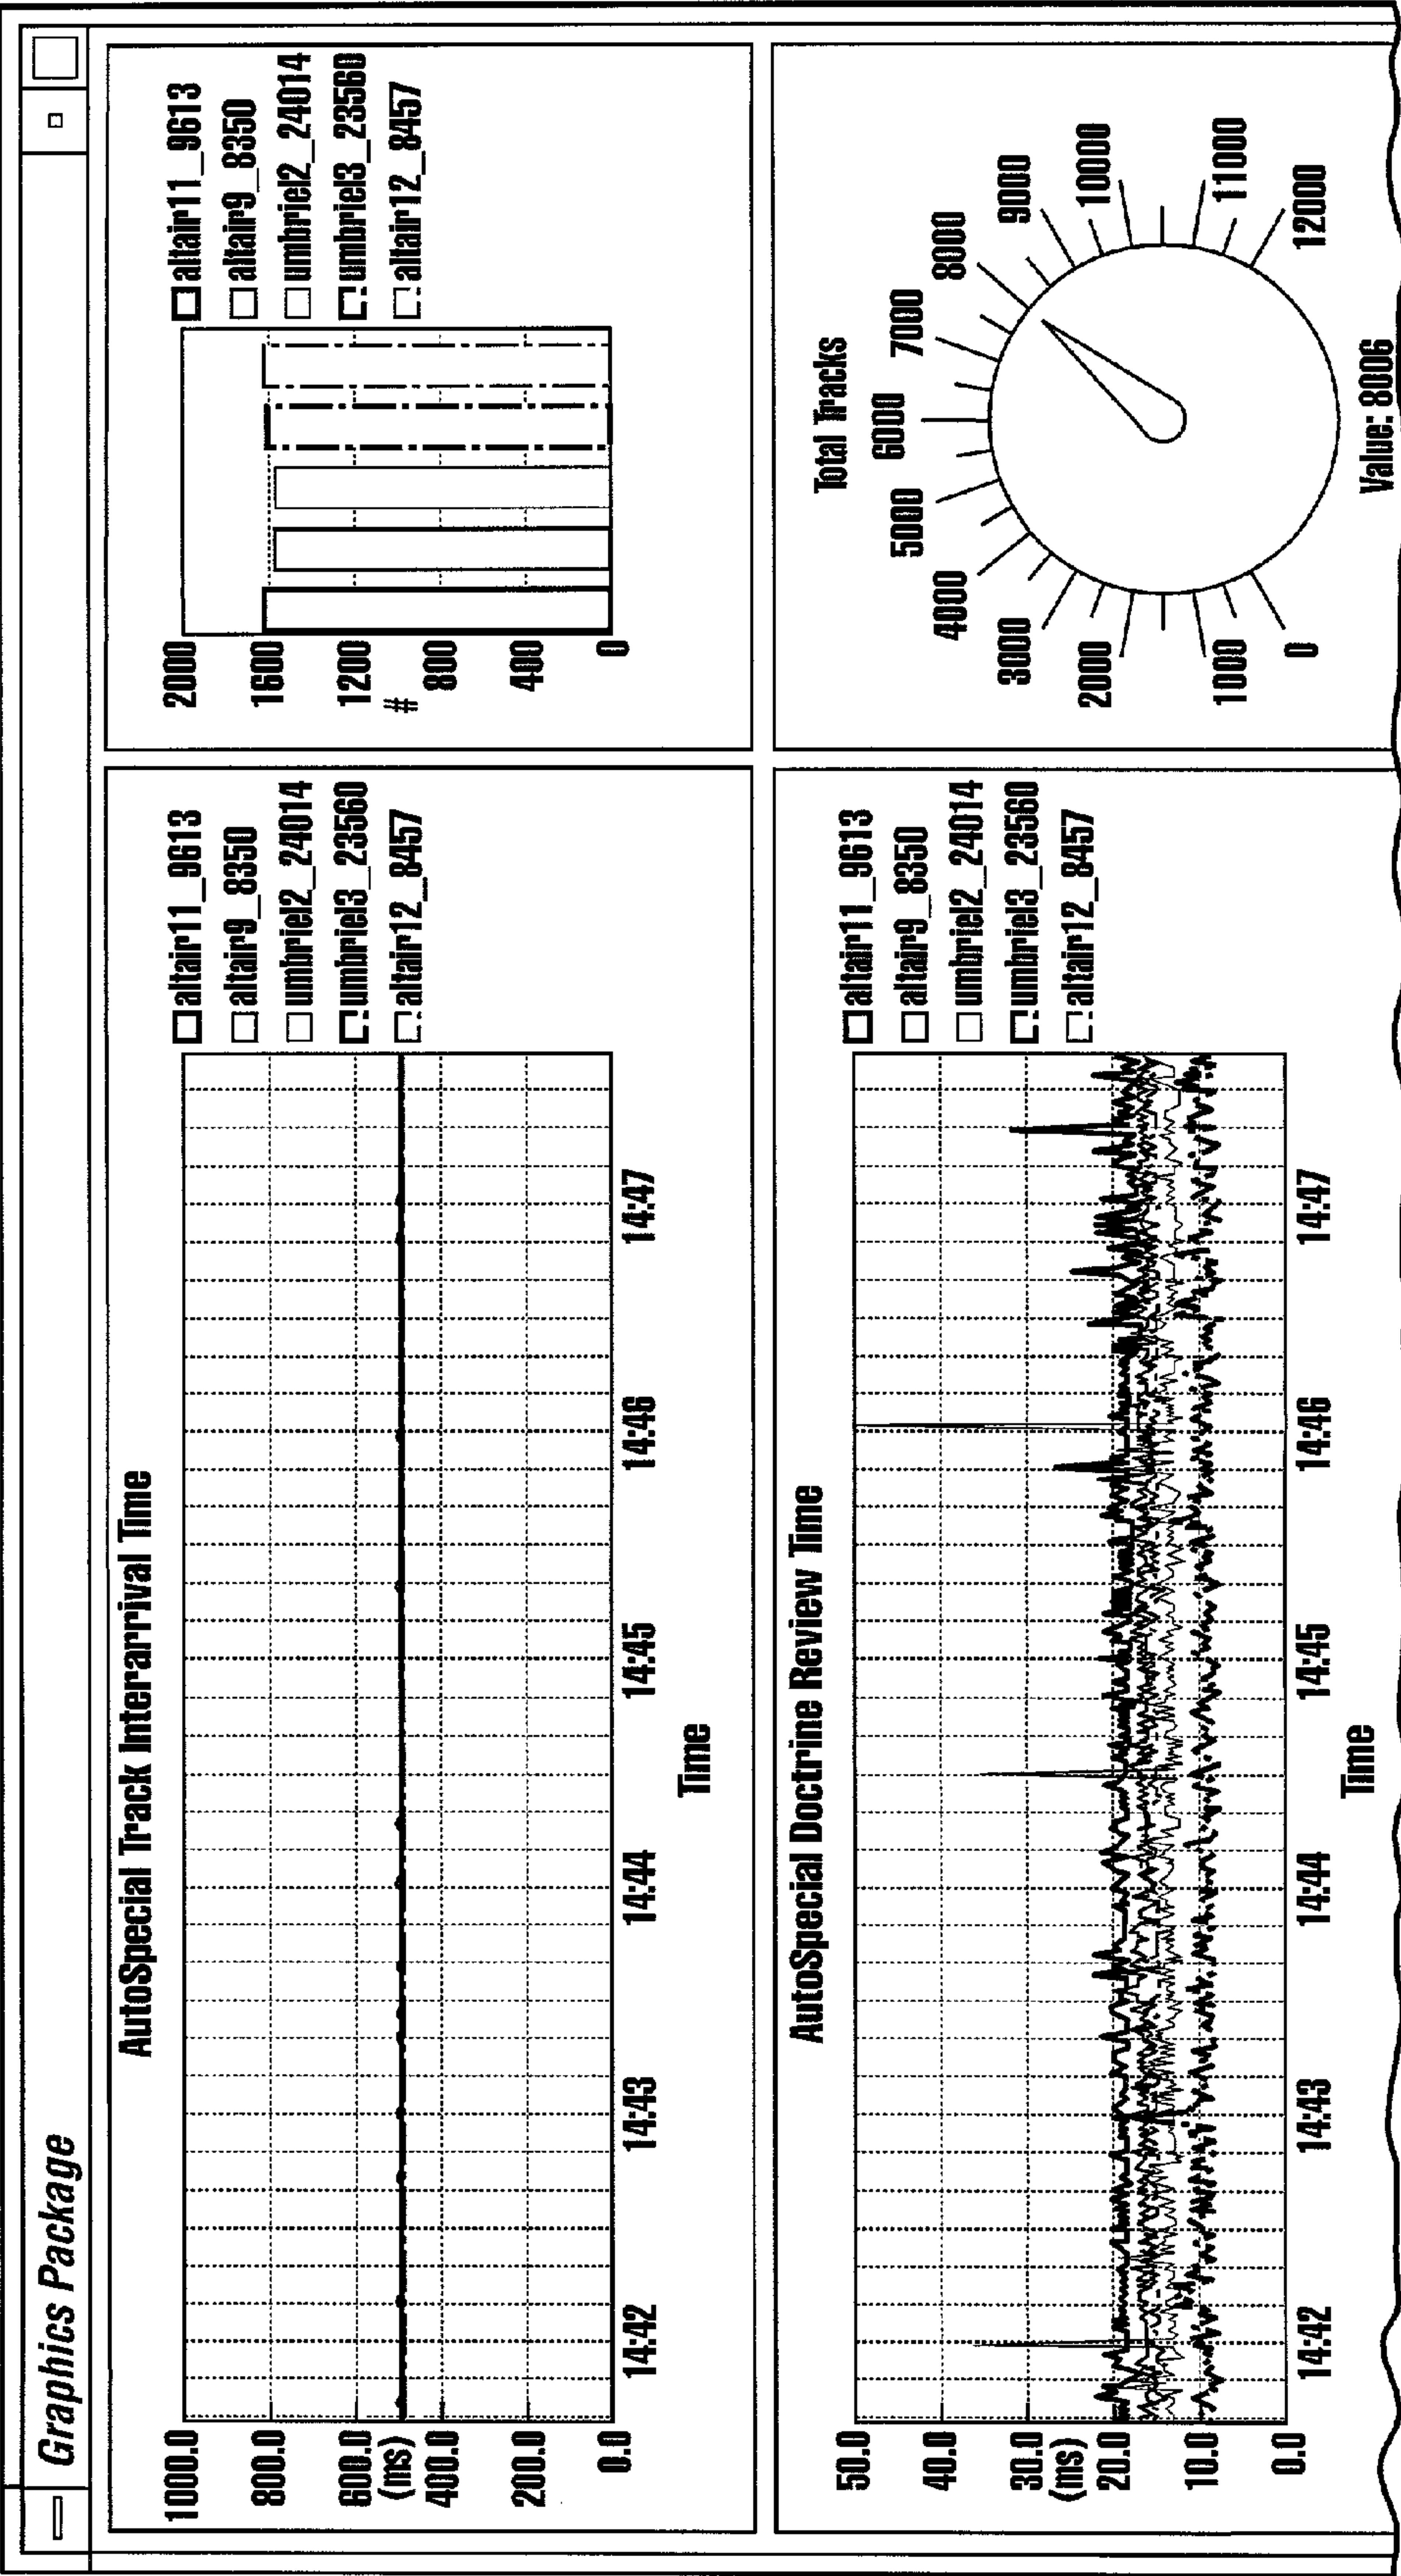 Graphics Package
AutoSpecial Track Interarrival Time
1000.0
800.0
600.0
(ms)
400.0
200.0
0.0
14:42
14:43
14:44
14:45
14:46
14:47
Time
altair11_9613
altair9_8350
umbriel2_24014
umbriel3_23560
altair12_8457
2000
1600
1200
#
800
400
0
altair11_9613
altair9_8350
umbriel2_24014
umbriel3_23560
altair12_8457
AutoSpecial Doctrine Review Time
50.0
40.0
30.0
(ms)
20.0
10.0
0.0
14:42
14:43
14:44
14:45
14:46
14:47
Time
altair11_9613
altair9_8350
umbriel2_24014
umbriel3_23560
altair12_8457
Total Tracks
0
1000
2000
3000
4000
5000
6000
7000
8000
9000
10000
11000
12000
Value: 8006